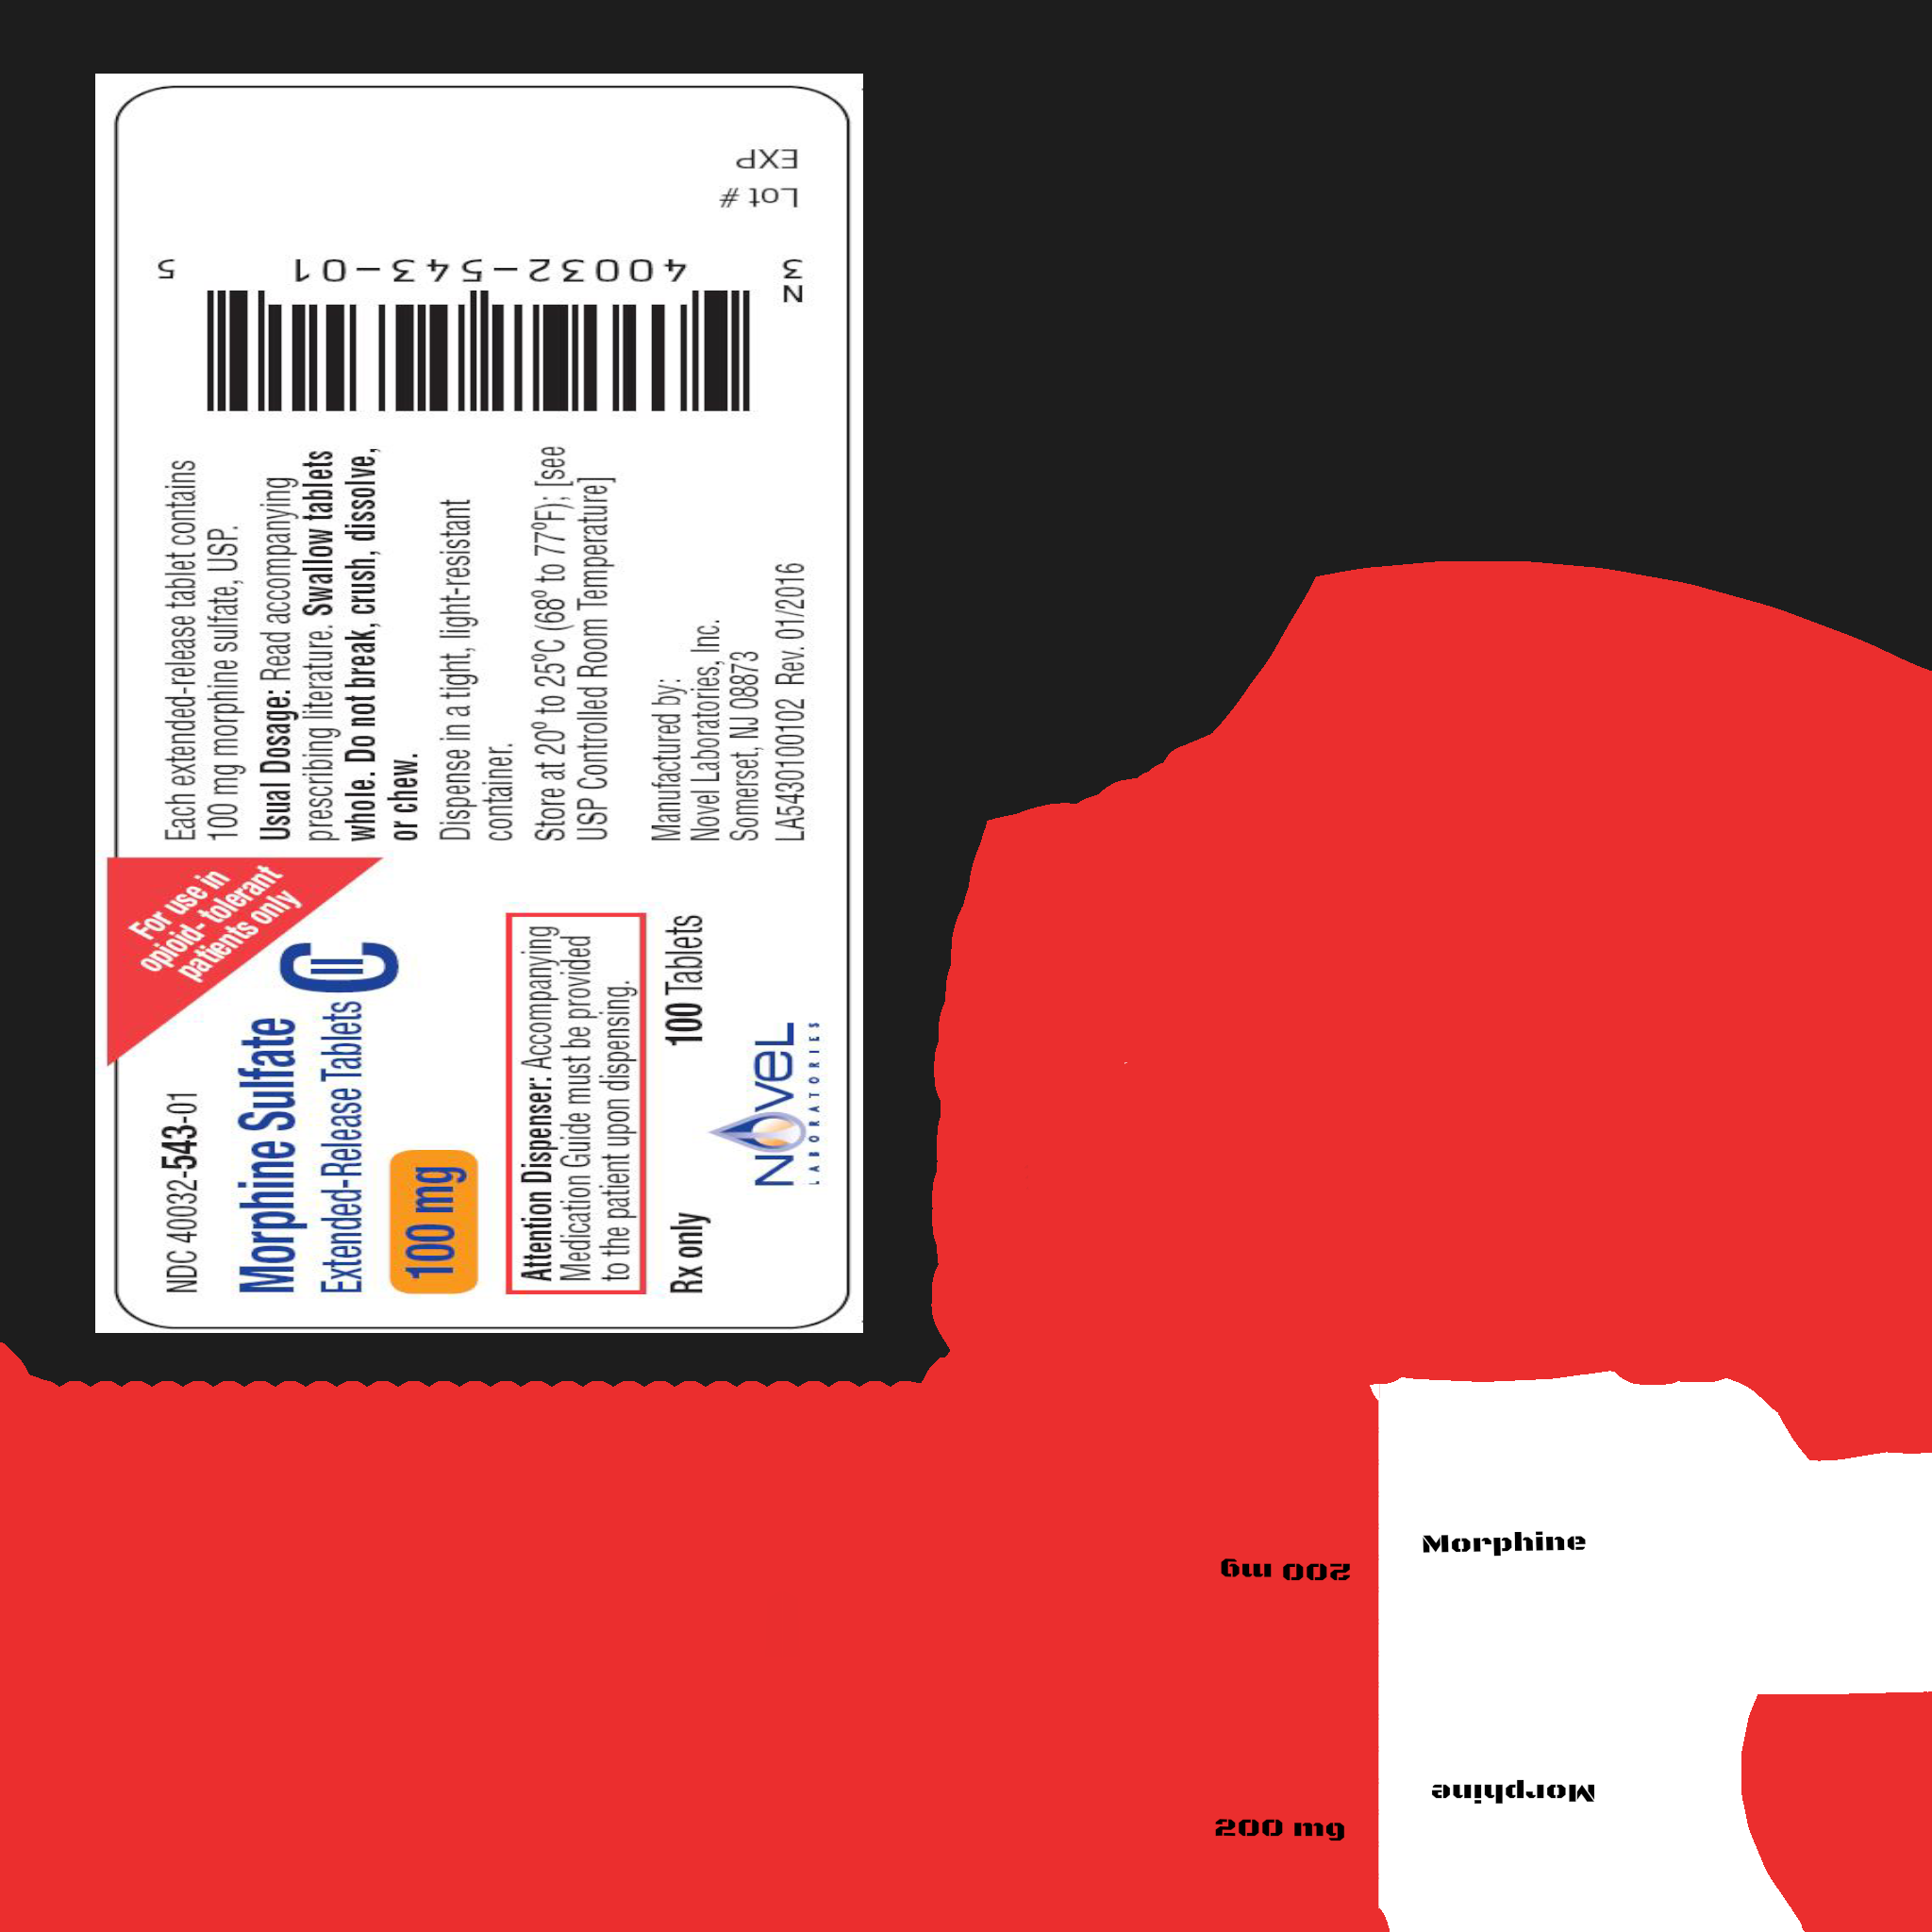 NDC 40032-543-01
For use in
opioid- tolerant
patients only
Morphine Sulfate
Extended-Release Tablets CII
100 mg
Attention Dispenser: Accompanying
Medication Guide must be provided
to the patient upon dispensing.
Rx only 100 Tablets
NOVEL
LABORATORIES
Each extended-release tablet contains
100 mg morphine sulfate, USP.
Usual Dosage: Read accompanying
prescribing literature. Swallow tablets
whole. Do not break, crush, dissolve,
or chew.
Dispense in a tight, light-resistant
container.
Store at 20° to 25°C (68° to 77°F); [see
USP Controlled Room Temperature]
Manufactured by:
Novel Laboratories, Inc.
Somerset, NJ 08873
LA5430100102 Rev. 01/2016
N
3 40032-543-01 5
Lot #
EXP
Morphine
200 mg
Morphine
200 mg